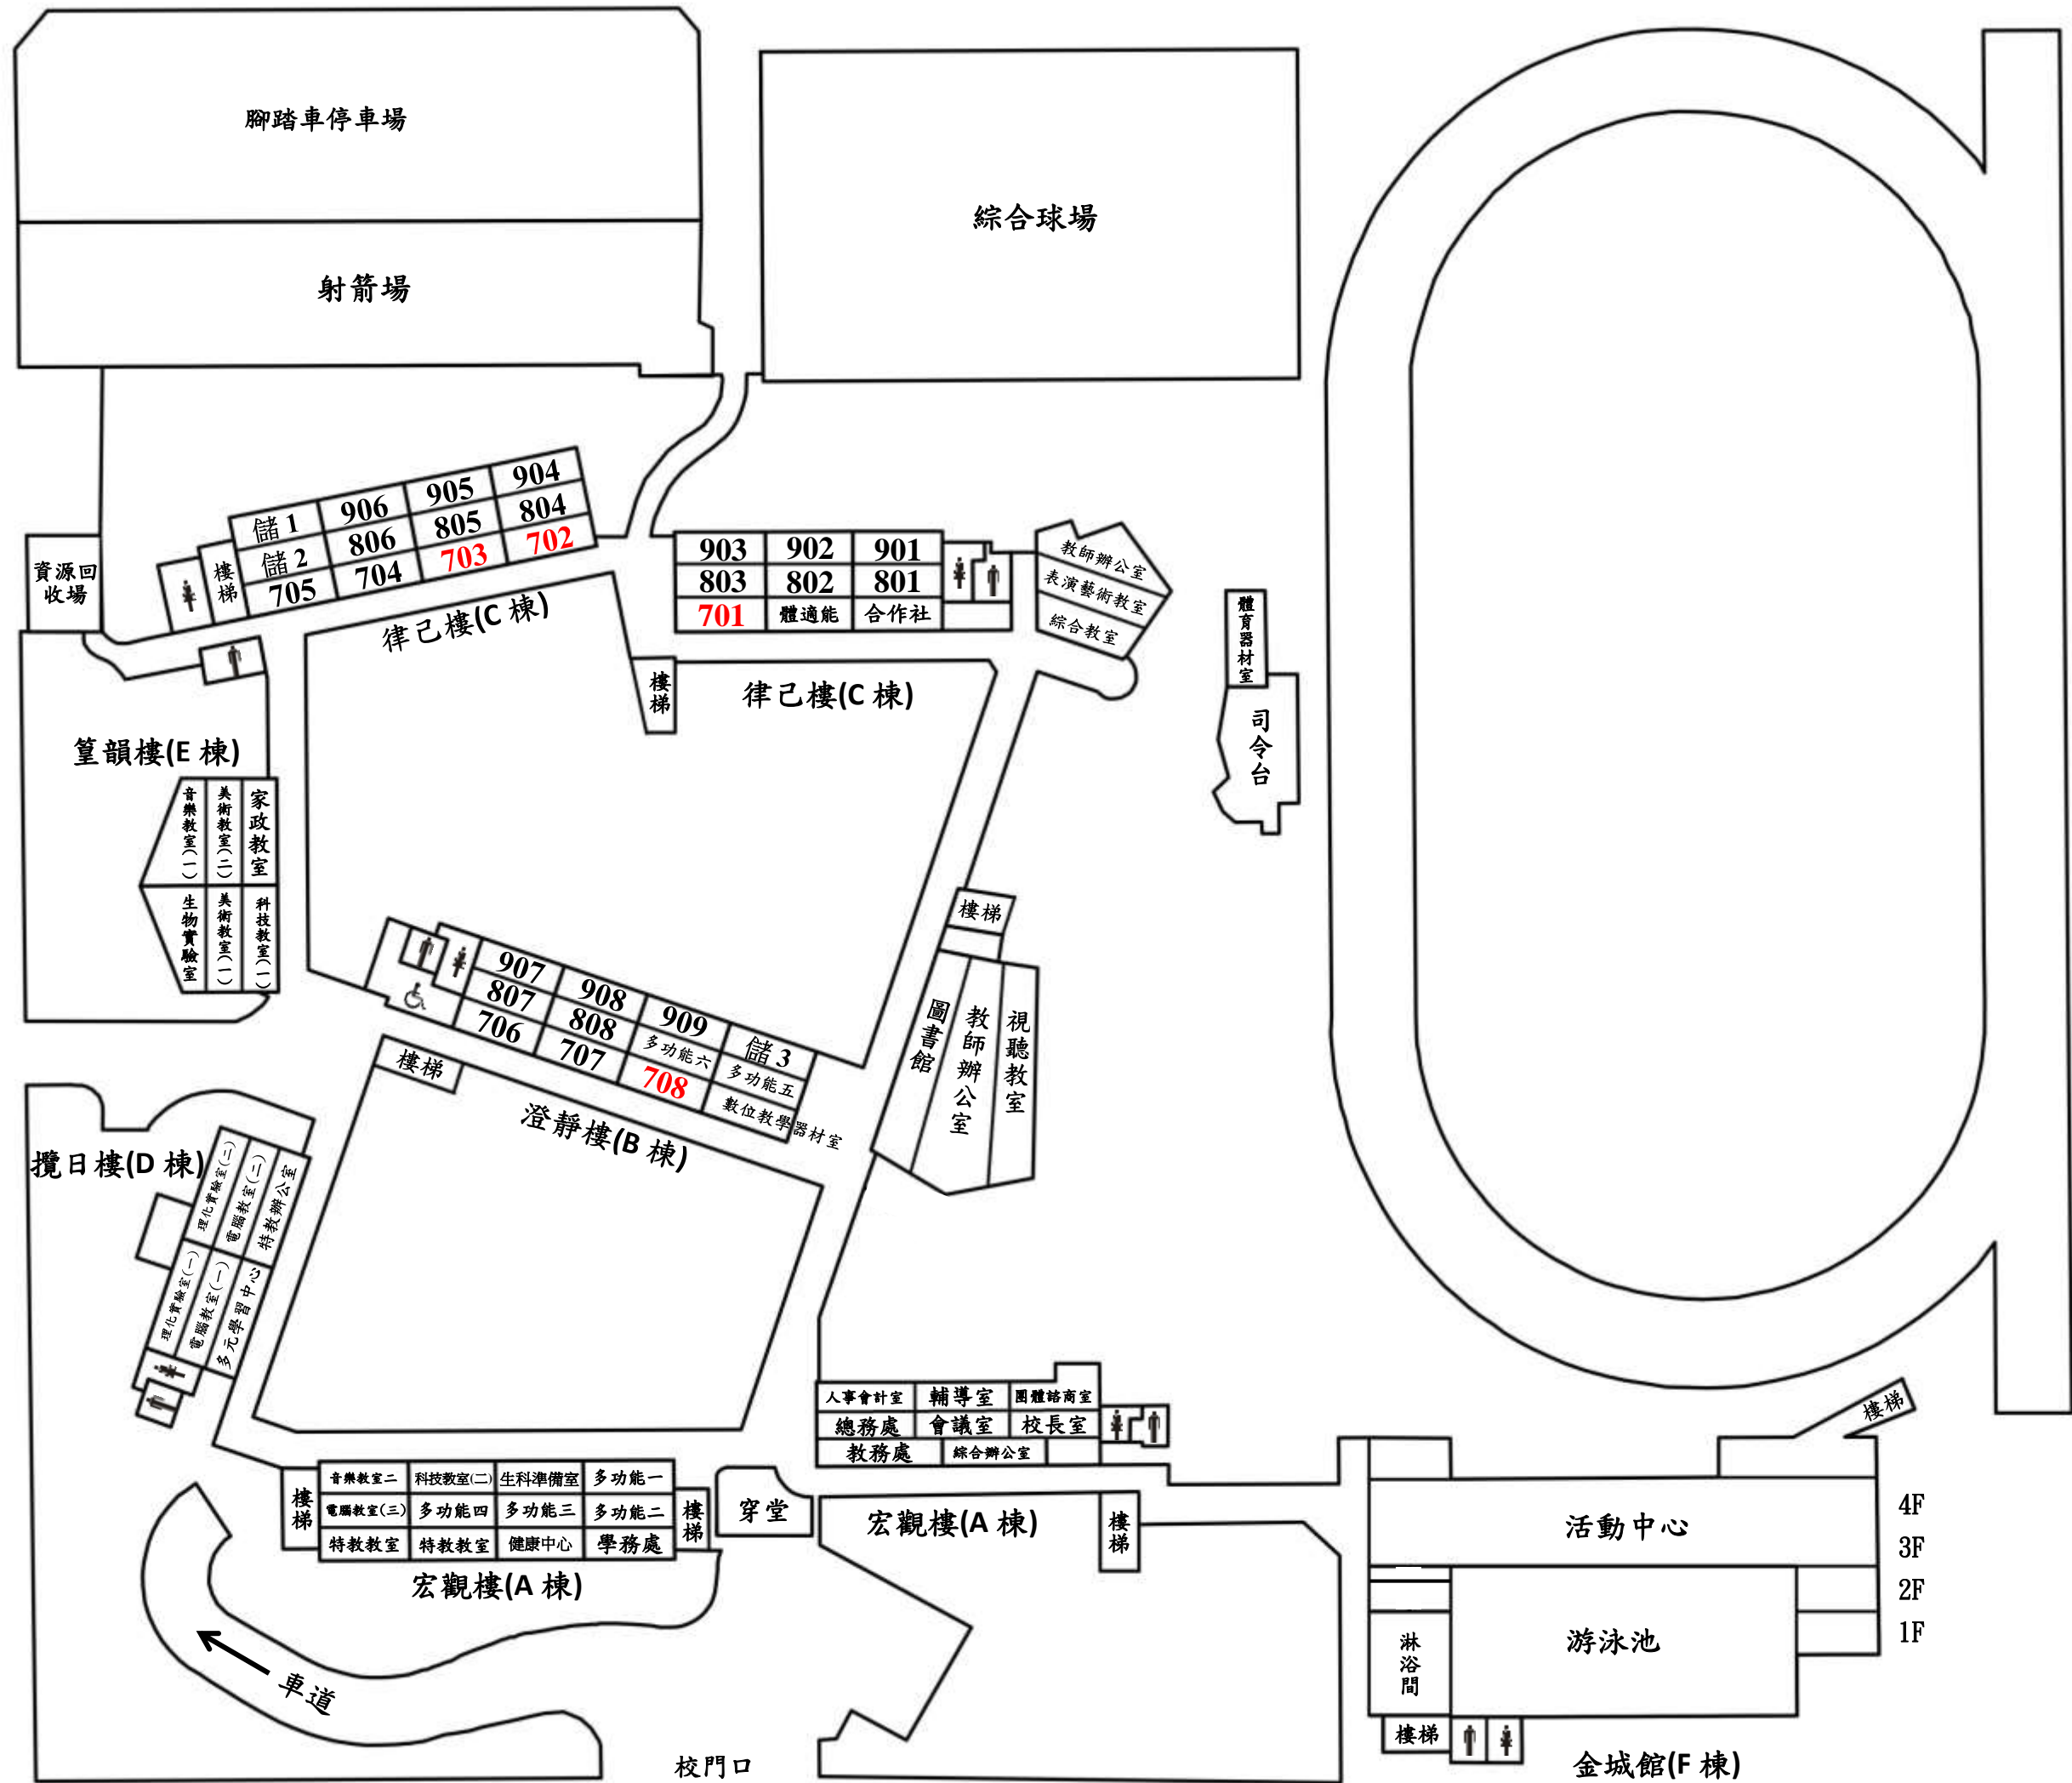 腳踏車停車場
綜合球場
射箭場
904
905
906
儲 1
804
805
806
儲 2
702
703
704
705
樓梯
資源回
收場
律己樓(C 棟)
903 902 901
803 802 801
701 體適能 合作社
教師辦公室
表演藝術教室
綜合教室
樓梯
律己樓(C 棟)
體育器材室
司令台
篁韻樓(E 棟)
音樂教室(一)
美術教室(二)
家政教室
生物實驗室
美術教室(一)
科技教室(一)
樓梯
圖書館
教師辦公室
視聽教室
907
908
909
儲 3
807
808
多功能六
多功能五
706
707
708
數位教學器材室
樓梯
澄靜樓(B 棟)
攬日樓(D 棟)
理化實驗室(二)
電腦教室(二)
特教辦公室
理化實驗室(一)
電腦教室(一)
多元學習中心
人事會計室 輔導室 團體諮商室
總務處 會議室 校長室
教務處 綜合辦公室
樓梯
音樂教室二 科技教室(二) 生科準備室 多功能一
電腦教室(三) 多功能四 多功能三 多功能二
特教教室 特教教室 健康中心 學務處
樓梯
樓梯
穿堂
宏觀樓(A 棟)
樓梯
宏觀樓(A 棟)
樓梯
活動中心
4F
3F
2F
1F
游泳池
淋浴間
樓梯
金城館(F 棟)
車道
校門口